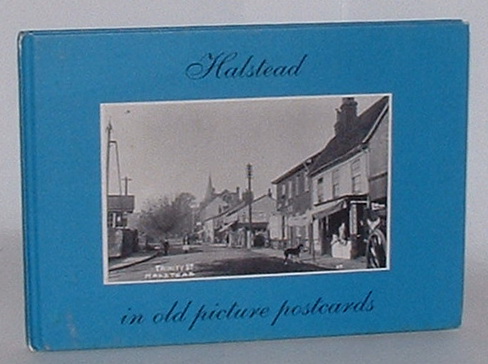 Halstead
TRINITY ST.
HALSTEAD
in old picture postcards